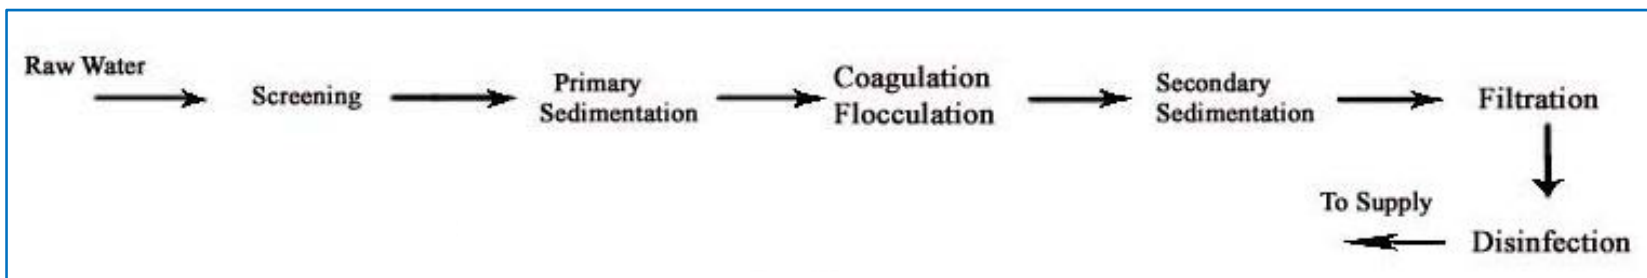 Raw Water
Screening
Primary
Sedimentation
Coagulation
Flocculation
Secondary
Sedimentation
Filtration
To Supply
Disinfection